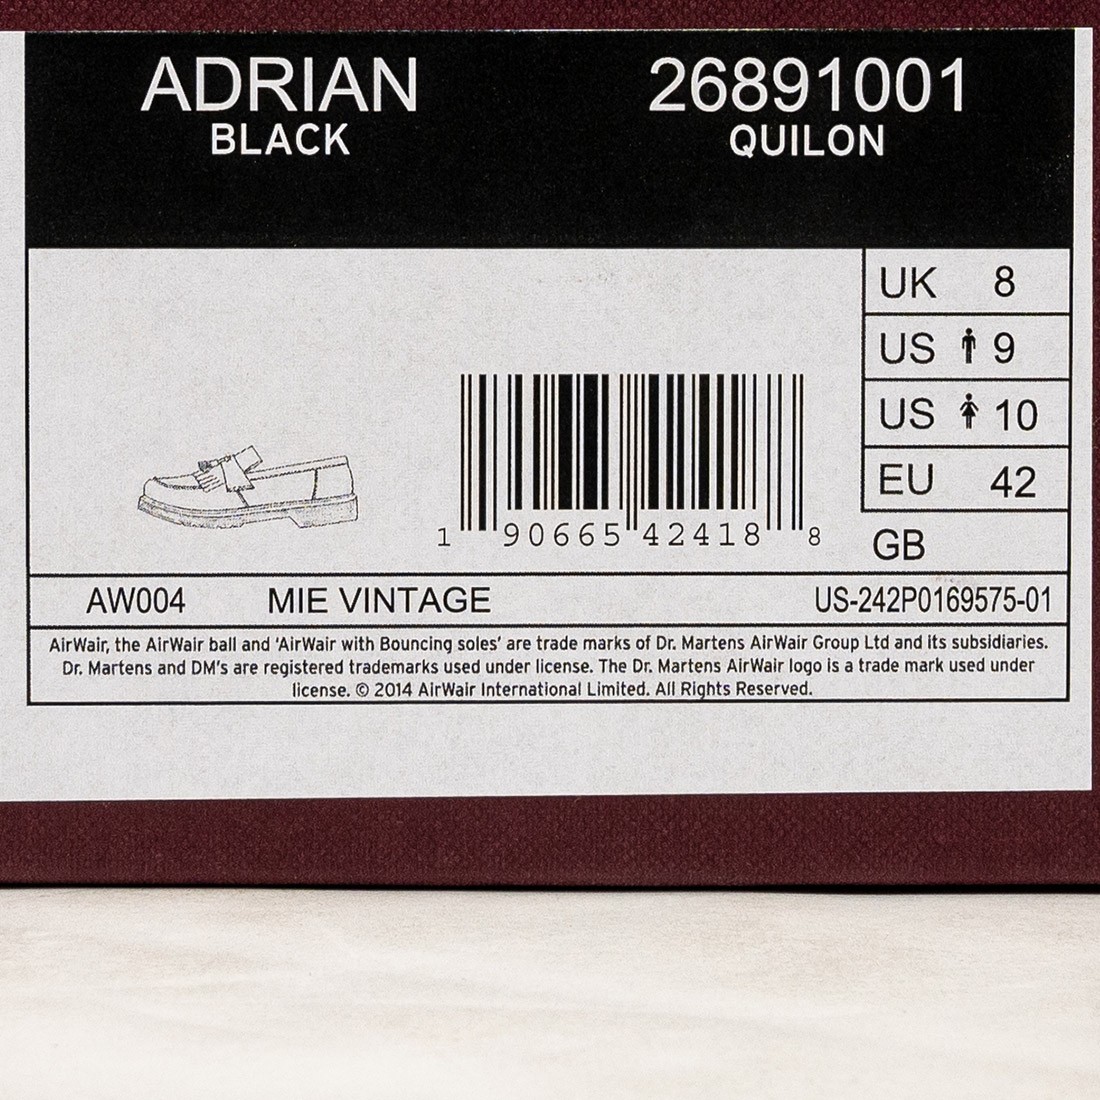 ADRIAN 26891001
BLACK QUILON
UK 8
US 9
US 10
EU 42
1 90665 42418 8
GB
AW004 MIE VINTAGE US-242P0169575-01
AirWair, the AirWair ball and ‘AirWair with Bouncing soles’ are trade marks of Dr. Martens AirWair Group Ltd and its subsidiaries.
Dr. Martens and DM’s are registered trademarks used under license. The Dr. Martens AirWair logo is a trade mark used under
license. © 2014 AirWair International Limited. All Rights Reserved.